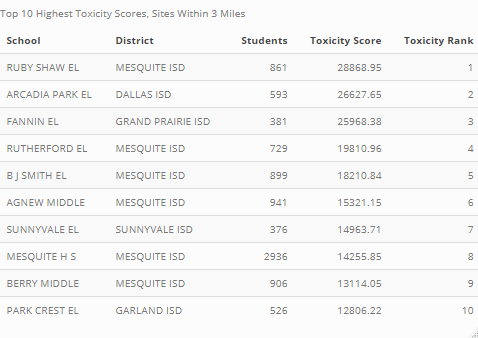 Top 10 Highest Toxicity Scores, Sites Within 3 Miles
School District Students Toxicity Score Toxicity Rank
RUBY SHAW EL MESQUITE ISD 861 28868.95 1
ARCADIA PARK EL DALLAS ISD 593 26627.65 2
FANNIN EL GRAND PRAIRIE ISD 381 25968.38 3
RUTHERFORD EL MESQUITE ISD 729 19810.96 4
B J SMITH EL MESQUITE ISD 899 18210.84 5
AGNEW MIDDLE MESQUITE ISD 941 15321.15 6
SUNNYVALE EL SUNNYVALE ISD 376 14963.71 7
MESQUITE H S MESQUITE ISD 2936 14255.85 8
BERRY MIDDLE MESQUITE ISD 906 13114.05 9
PARK CREST EL GARLAND ISD 526 12806.22 10